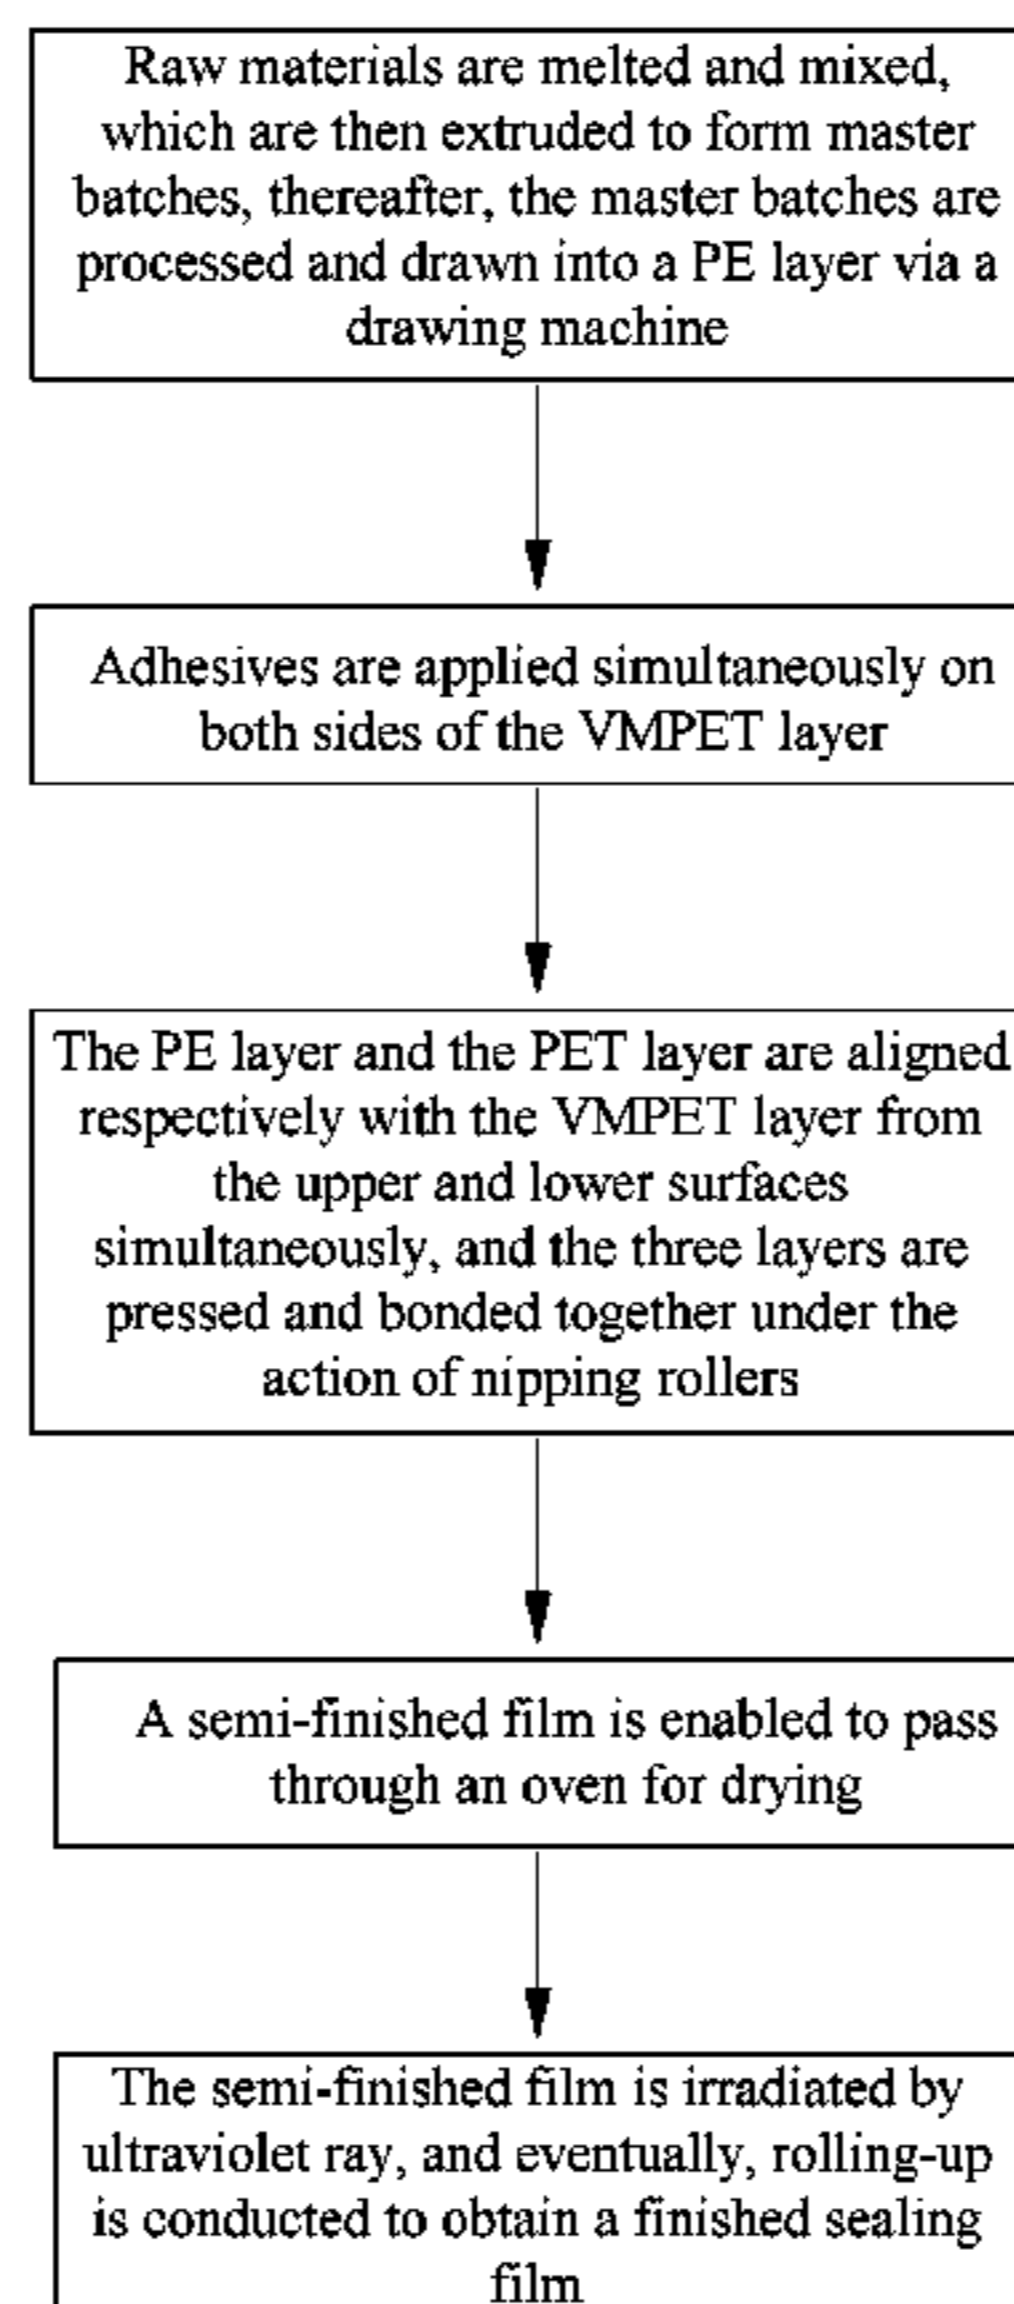 Raw materials are melted and mixed,
which are then extruded to form master
batches, thereafter, the master batches are
processed and drawn into a PE layer via a
drawing machine
Adhesives are applied simultaneously on
both sides of the VMPET layer
The PE layer and the PET layer are aligned
respectively with the VMPET layer from
the upper and lower surfaces
simultaneously, and the three layers are
pressed and bonded together under the
action of nipping rollers
A semi-finished film is enabled to pass
through an oven for drying
The semi-finished film is irradiated by
ultraviolet ray, and eventually, rolling-up
is conducted to obtain a finished sealing
film